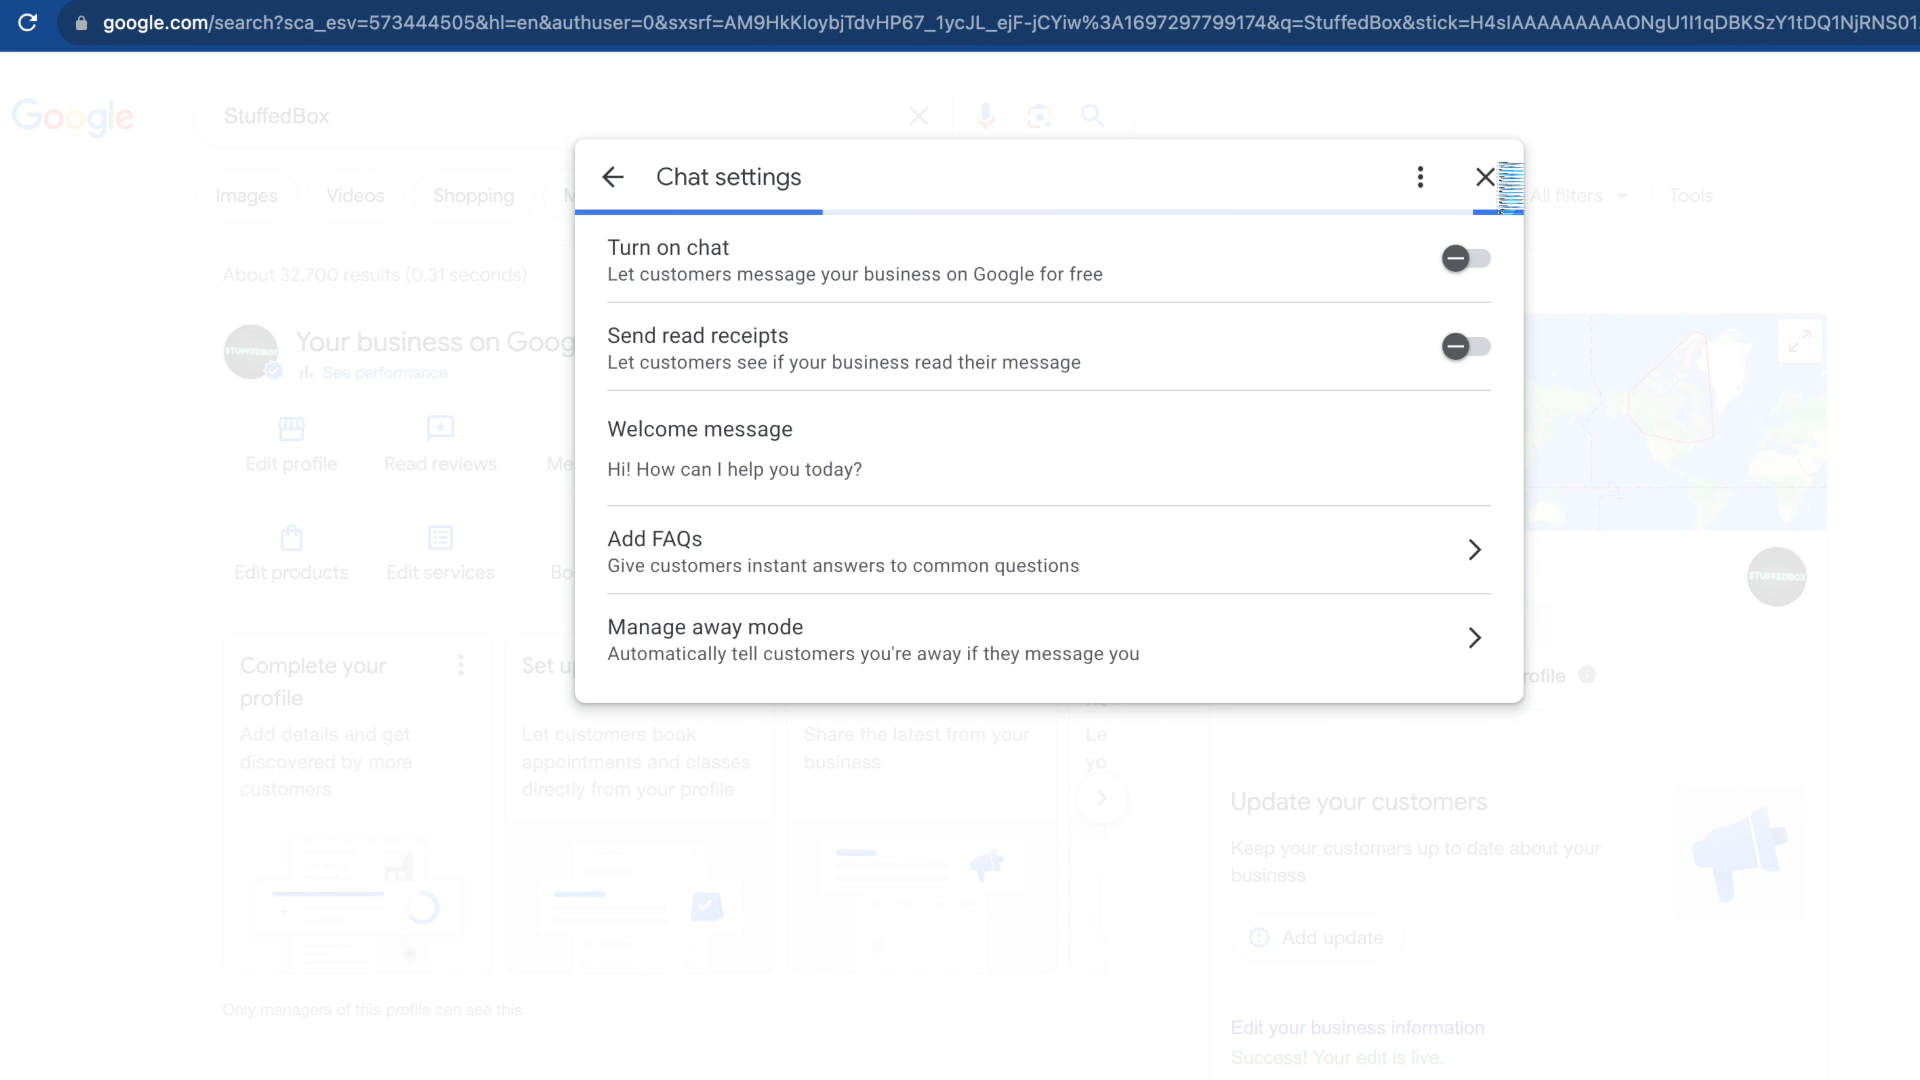 google.com/search?sca_esv=573444505&hl=en&authuser=0&sxsrf=AM9HkKloybjTdvHP67_1ycJL_ejF-jCYiw%3A1697297799174&q=StuffedBox&stick=H4sIAAAAAAAAAONgU1I1qDBKSzY1tDQ1NjRNS01
Google
StuffedBox
Images
Videos
Shopping
All filters
Tools
About 32,700 results (0.31 seconds)
Chat settings
Turn on chat
Let customers message your business on Google for free
Send read receipts
Let customers see if your business read their message
Welcome message
Hi! How can I help you today?
Add FAQs
Give customers instant answers to common questions
Manage away mode
Automatically tell customers you're away if they message you
STUFFEDBOX
Your business on Goog
See performance
Edit profile
Read reviews
Me
Edit products
Edit services
Bo
STUFFEDBOX
rofile
Complete your
profile
Add details and get
discovered by more
customers
Set u
Let customers book
appointments and classes
directly from your profile
Share the latest from your
business
Le
yo
Only managers of this profile can see this
Update your customers
Keep your customers up to date about your
business
Add update
Edit your business information
Success! Your edit is live.